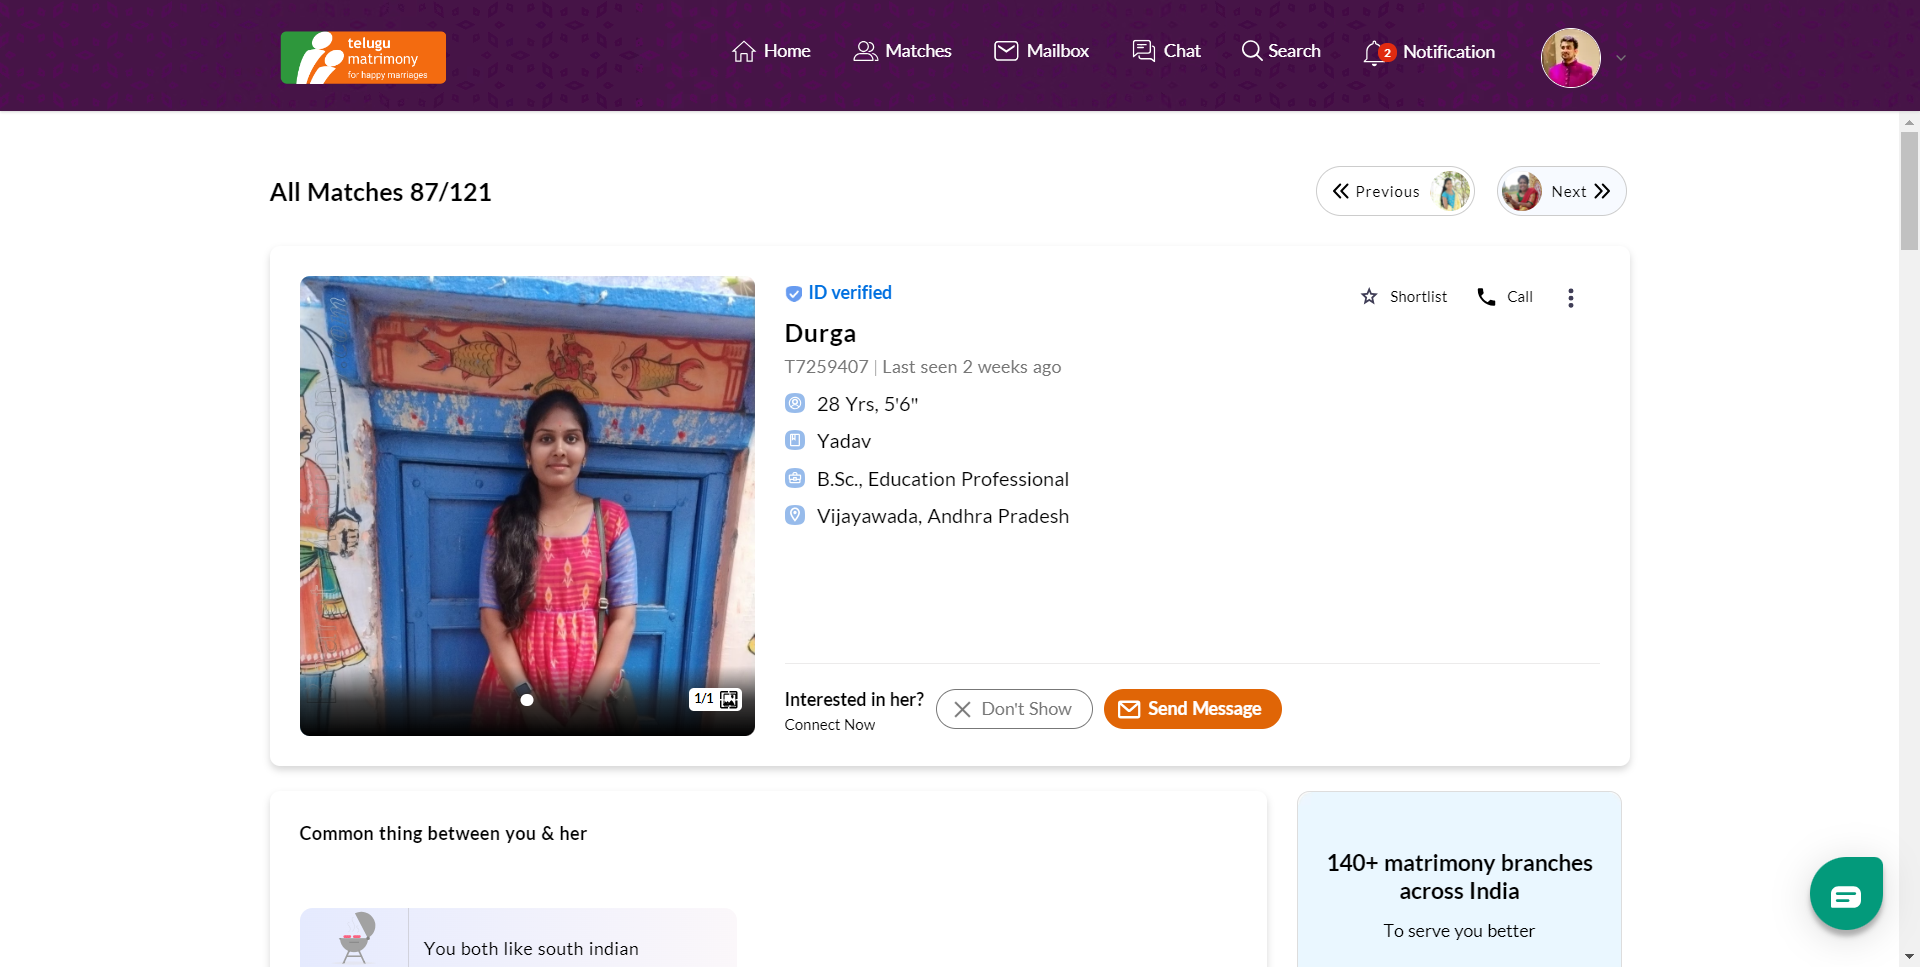 telugu
matrimony
for happy marriages
Home
Matches
Mailbox
Chat
Search
2
Notification
All Matches 87/121
Previous
Next
ID verified
Shortlist
Call
Durga
T7259407 | Last seen 2 weeks ago
28 Yrs, 5'6"
Yadav
B.Sc., Education Professional
Vijayawada, Andhra Pradesh
1/1
Interested in her?
Connect Now
Don't Show
Send Message
Common thing between you & her
You both like south indian
140+ matrimony branches
across India
To serve you better